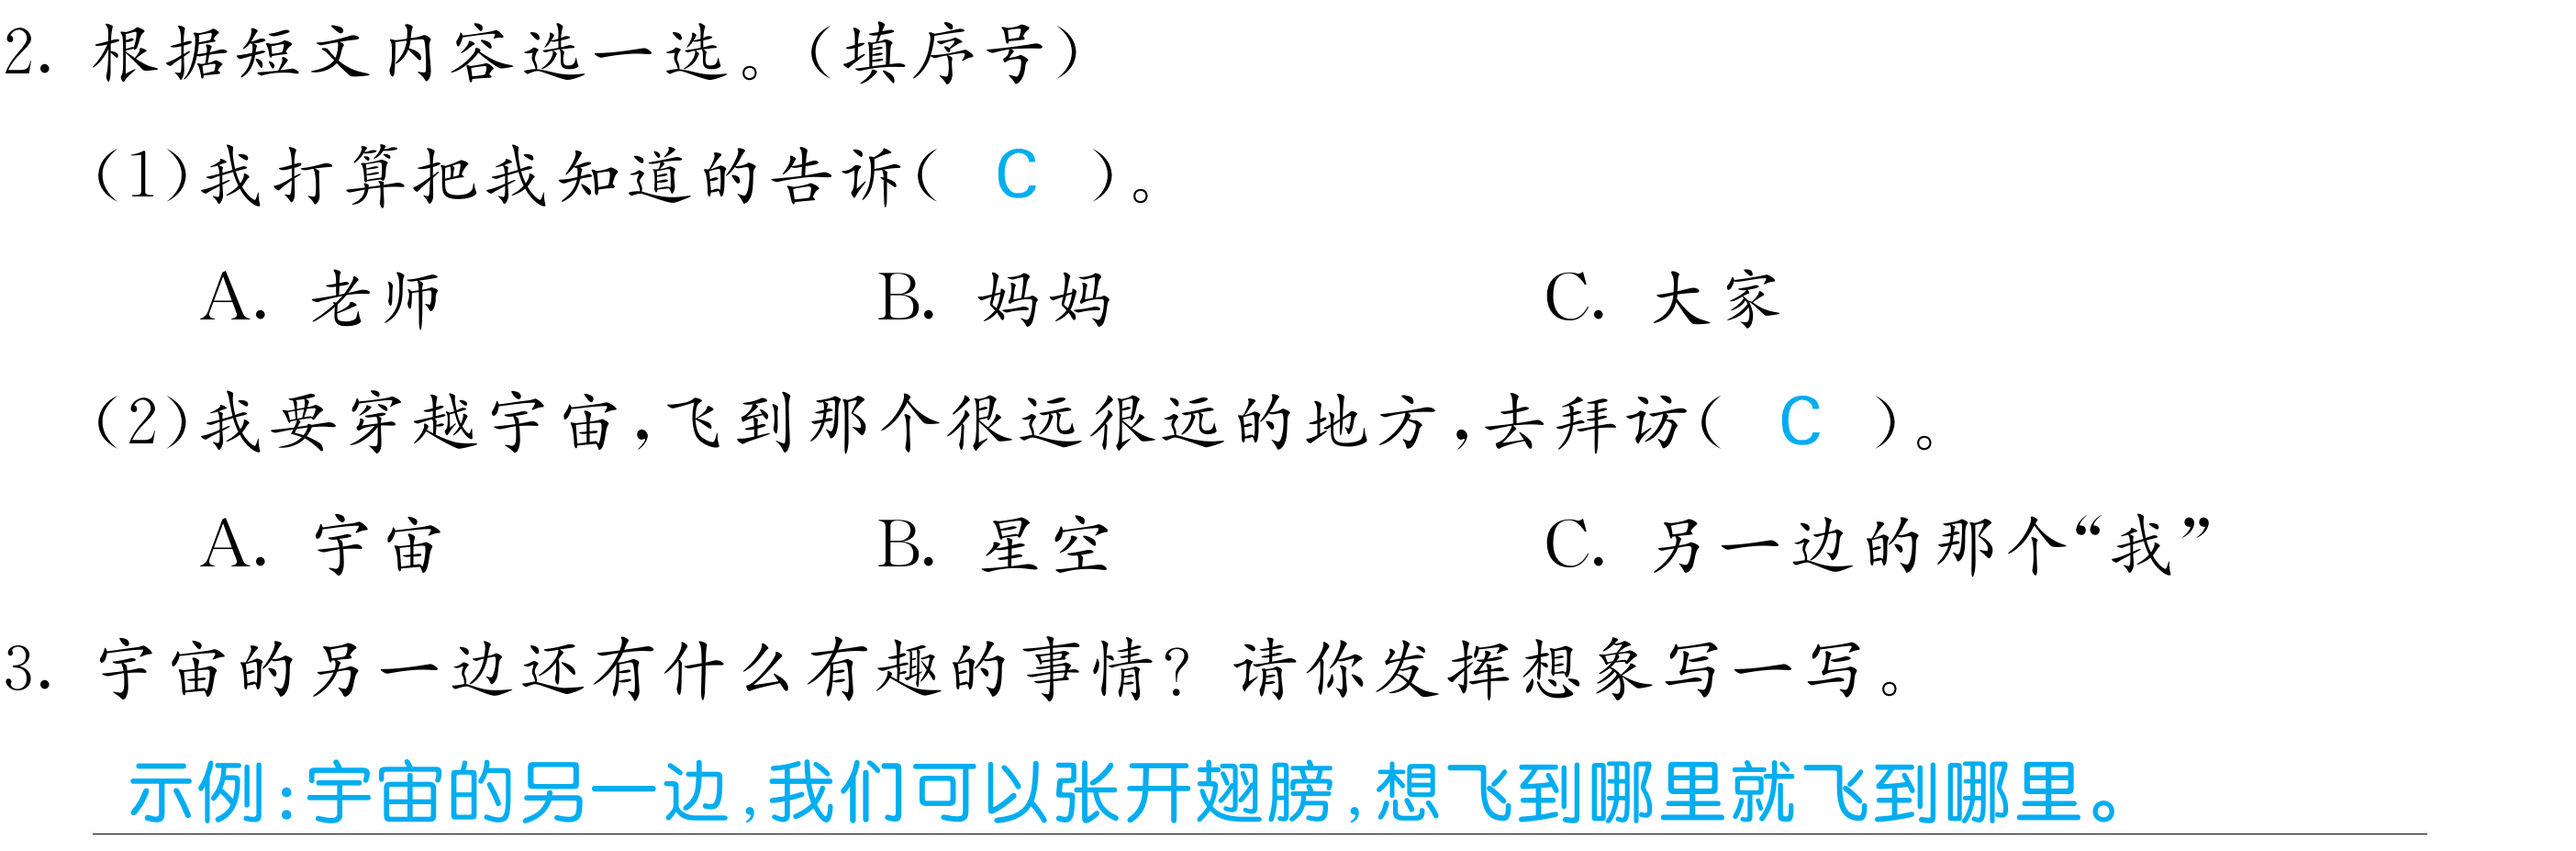 2. 根据短文内容选一选。(填序号)
(1)我打算把我知道的告诉( C )。
A. 老师 B. 妈妈 C. 大家
(2)我要穿越宇宙,飞到那个很远很远的地方,去拜访( C )。
A. 宇宙 B. 星空 C. 另一边的那个“我”
3. 宇宙的另一边还有什么有趣的事情? 请你发挥想象写一写。
示例:宇宙的另一边,我们可以张开翅膀,想飞到哪里就飞到哪里。